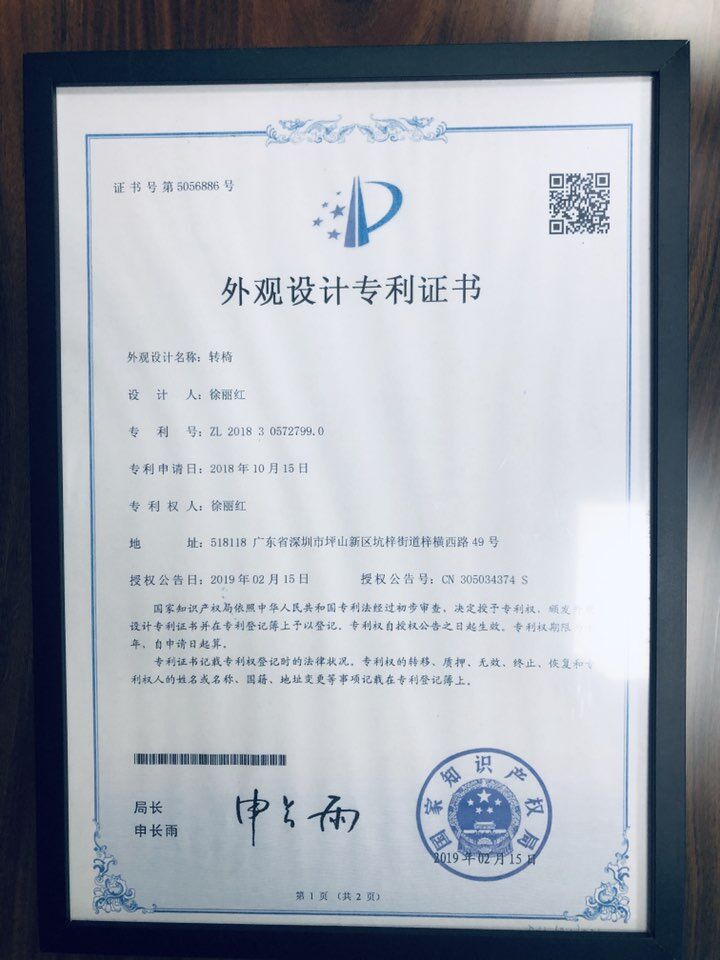 证书号第5056886号
外观设计专利证书
外观设计名称：转椅
设计人：徐丽红
专利号：ZL 2018 3 0572799.0
专利申请日：2018年10月15日
专利权人：徐丽红
地址：518118 广东省深圳市坪山新区坑梓街道梓横西路49号
授权公告日：2019年02月15日 授权公告号：CN 305034374 S
国家知识产权局依照中华人民共和国专利法经过初步审查，决定授予专利权，颁发外观
设计专利证书并在专利登记簿上予以登记。专利权自授权公告之日起生效。专利权期限为
年，自申请日起算。
专利证书记载专利权登记时的法律状况。专利权的转移、质押、无效、终止、恢复和专
利权人的姓名或名称、国籍、地址变更等事项记载在专利登记簿上。
局长
申长雨
申长雨
国家知识产权局
2019年02月15日
第1页（共2页）